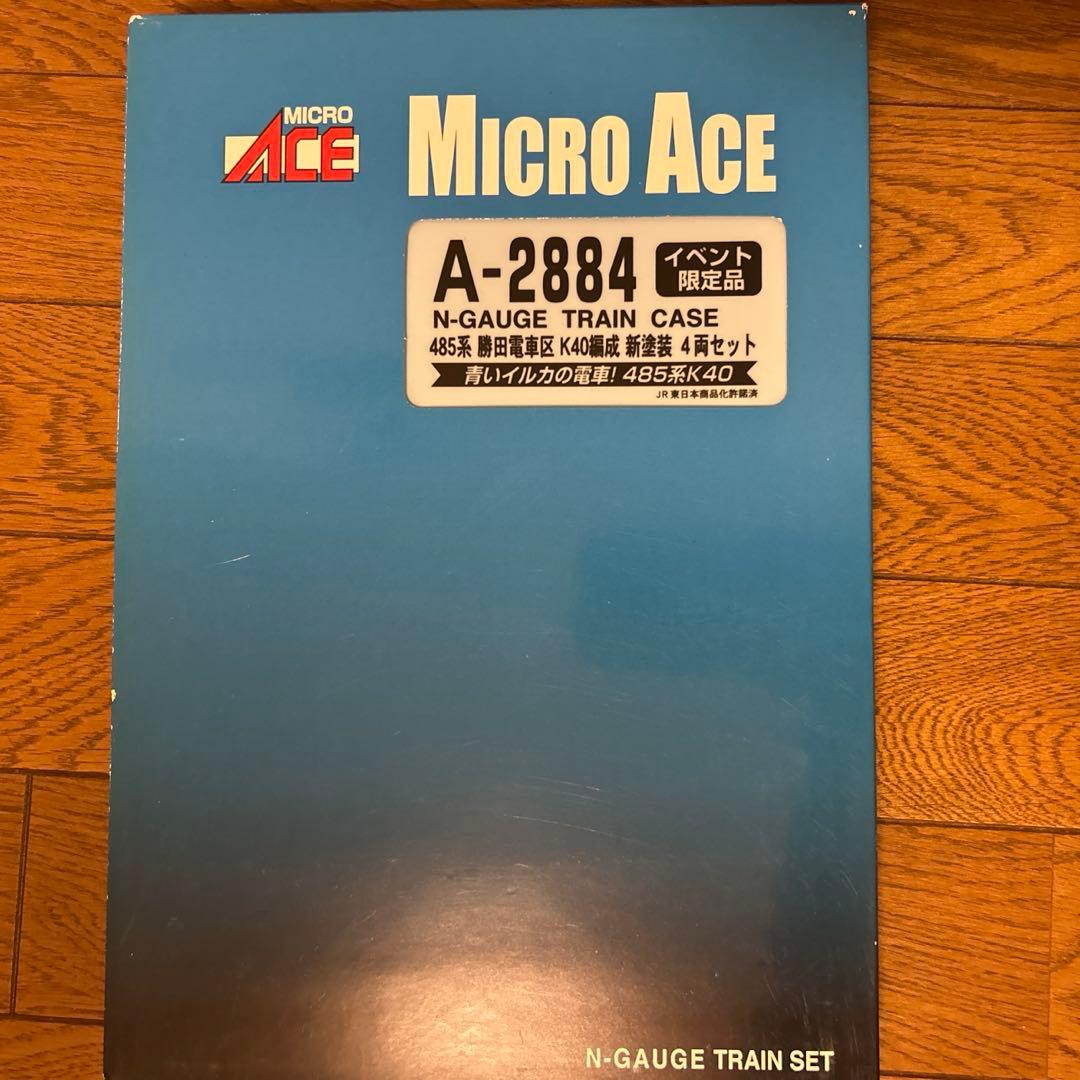 MICRO
ACE
MICRO ACE
A-2884
イベント
限定品
N-GAUGE TRAIN CASE
485系 勝田電車区 K40編成 新塗装 4両セット
青いイルカの電車! 485系K40
JR東日本商品化許諾済
N-GAUGE TRAIN SET